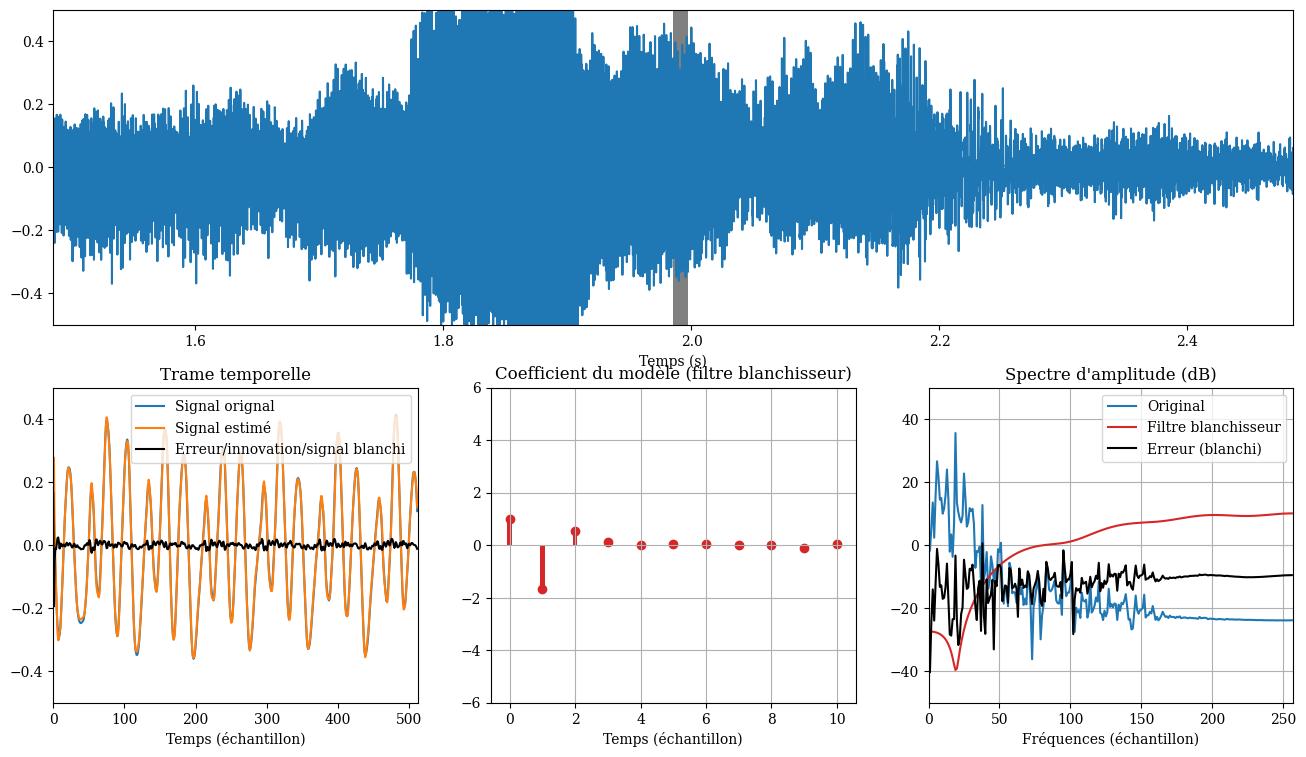 0.4
0.2
0.0
−0.2
−0.4
1.6 1.8 2.0 2.2 2.4
Temps (s)
Trame temporelle
Signal orignal
Signal estimé
Erreur/innovation/signal blanchi
0.4
0.2
0.0
−0.2
−0.4
0 100 200 300 400 500
Temps (échantillon)
Coefficient du modèle (filtre blanchisseur)
6
4
2
0
−2
−4
−6
0 2 4 6 8 10
Temps (échantillon)
Spectre d'amplitude (dB)
Original
Filtre blanchisseur
Erreur (blanchi)
40
20
0
−20
−40
0 50 100 150 200 250
Fréquences (échantillon)